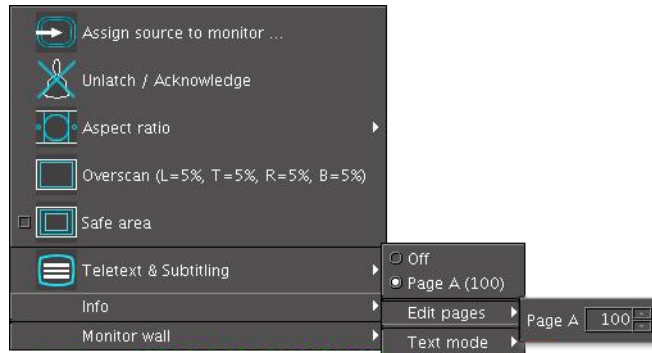 Assign source to monitor ...
Unlatch / Acknowledge
Aspect ratio
Overscan (L=5%, T=5%, R=5%, B=5%)
Safe area
Teletext & Subtitling
Info
Monitor wall
Off
Page A (100)
Edit pages
Text mode
Page A 100